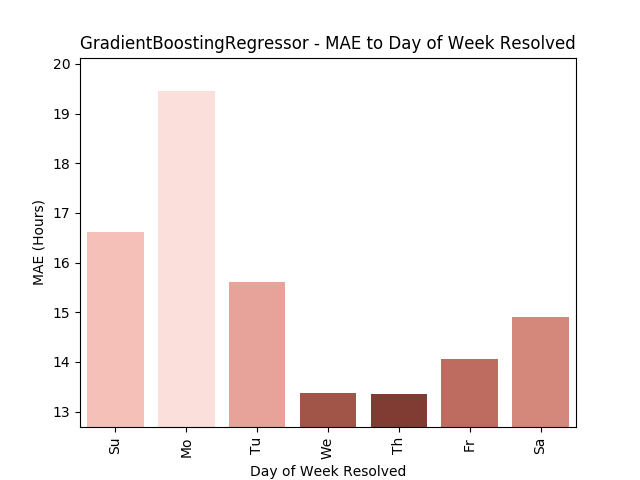 GradientBoostingRegressor - MAE to Day of Week Resolved
20
19
18
17
16
15
14
13
MAE (Hours)
Su
Mo
Tu
We
Th
Fr
Sa
Day of Week Resolved